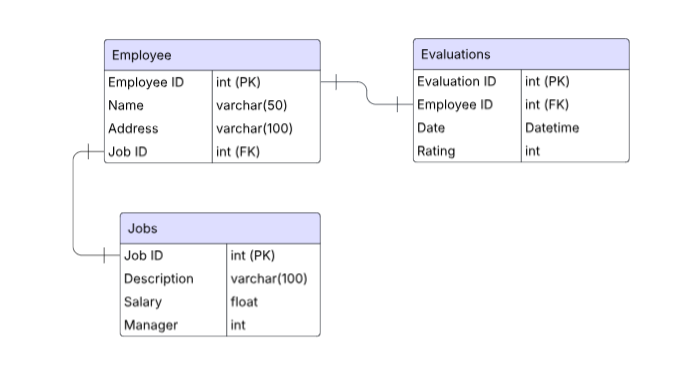 Employee
Employee ID int (PK)
Name varchar(50)
Address varchar(100)
Job ID int (FK)
Evaluations
Evaluation ID int (PK)
Employee ID int (FK)
Date Datetime
Rating int
Jobs
Job ID int (PK)
Description varchar(100)
Salary float
Manager int